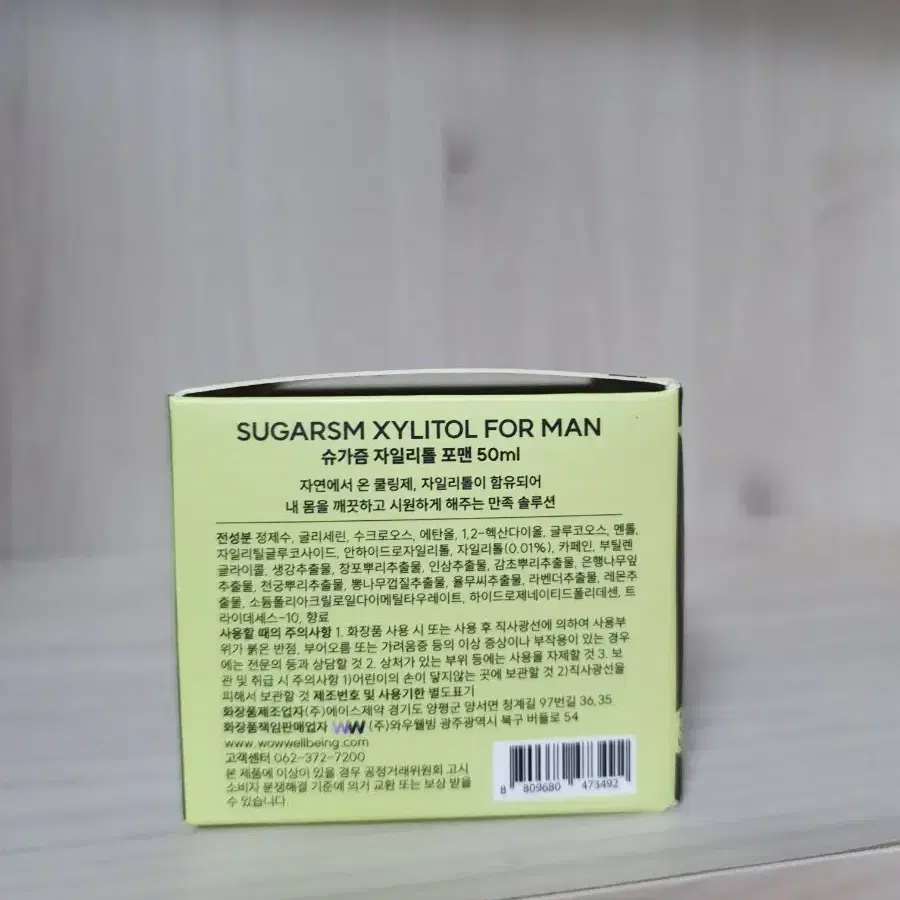 SUGARSM XYLITOL FOR MAN
슈가즘 자일리톨 포맨 50ml
자연에서 온 쿨링제, 자일리톨이 함유되어
내 몸을 깨끗하고 시원하게 해주는 만족 솔루션
전성분 정제수, 글리세린, 수크로오스, 에탄올, 1,2-헥산다이올, 글루코오스, 멘톨,
자일리틸글루코사이드, 안하이드로자일리톨, 자일리톨(0.01%), 카페인, 부틸렌
글라이콜, 생강추출물, 창포뿌리추출물, 인삼추출물, 감초뿌리추출물, 은행나무잎
추출물, 천궁뿌리추출물, 뽕나무껍질추출물, 율무씨추출물, 라벤더추출물, 레몬추
출물, 소듐폴리아크릴로일다이메틸타우레이트, 하이드로제네이티드폴리데센, 트
라이데세스-10, 향료
사용할 때의 주의사항 1. 화장품 사용 시 또는 사용 후 직사광선에 의하여 사용부
위가 붉은 반점, 부어오름 또는 가려움증 등의 이상 증상이나 부작용이 있는 경우
에는 전문의 등과 상담할 것 2. 상처가 있는 부위 등에는 사용을 자제할 것 3. 보
관 및 취급 시 주의사항 1)어린이의 손이 닿지않는 곳에 보관할 것 2)직사광선을
피해서 보관할 것 제조번호 및 사용기한 별도표기
화장품제조업자 (주)에이스제약 경기도 양평군 양서면 청계길 97번길 36,35
화장품책임판매업자 WW (주)와우웰빙 광주광역시 북구 버들로 54
www.wowwellbeing.com
고객센터 062-372-7200
본 제품에 이상이 있을 경우 공정거래위원회 고시
소비자 분쟁해결 기준에 의거 교환 또는 보상 받을
수 있습니다.
8 809680 473492